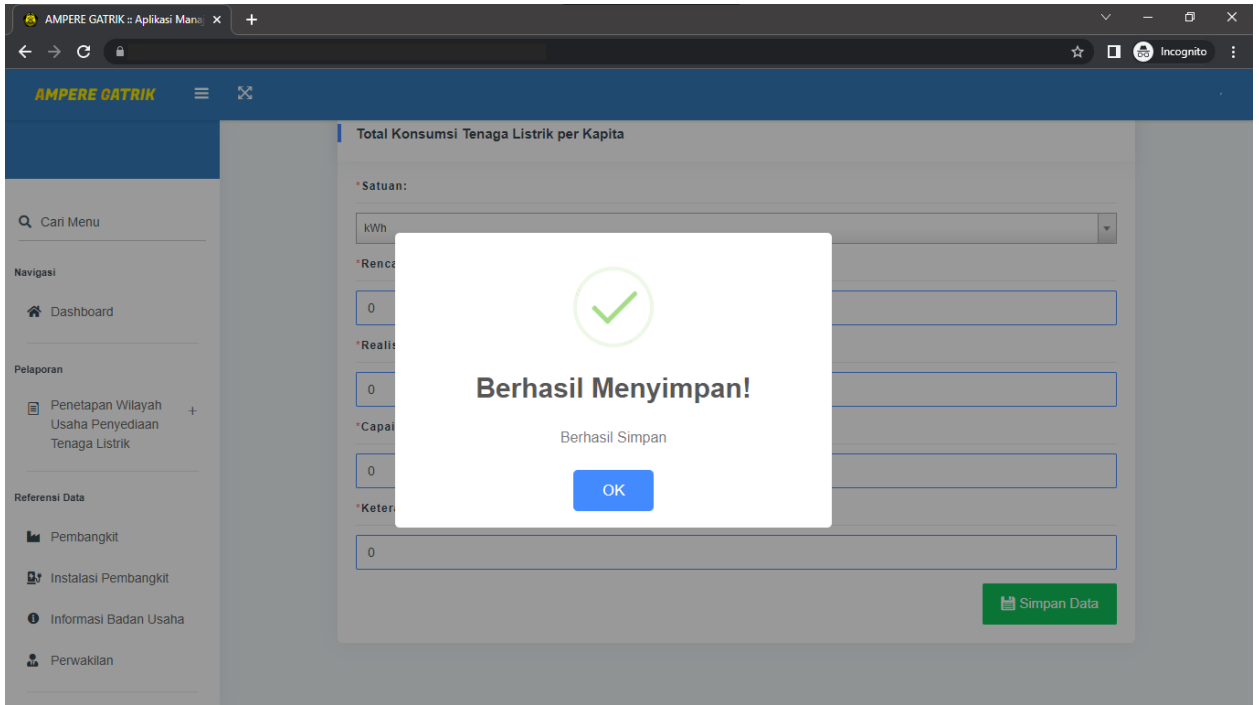 AMPERE GATRIK :: Aplikasi Manaj
Incognito
AMPERE GATRIK
Total Konsumsi Tenaga Listrik per Kapita
*Satuan:
kWh
*Renca
0
*Realis
0
*Capai
0
*Ketera
0
Simpan Data
Berhasil Menyimpan!
Berhasil Simpan
OK
Cari Menu
Navigasi
Dashboard
Pelaporan
Penetapan Wilayah
Usaha Penyediaan
Tenaga Listrik
Referensi Data
Pembangkit
Instalasi Pembangkit
Informasi Badan Usaha
Perwakilan